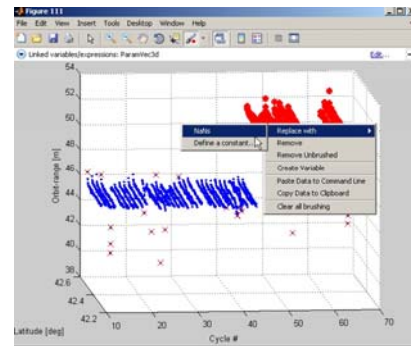 Figure 111
File Edit View Insert Tools Desktop Window Help
Linked variables/expressions: ParamVec3d
Edit...
54
52
50
48
46
44
42
40
38
Orbit-range [m]
NaNs
Define a constant...
Replace with
Remove
Remove Unbrushed
Create Variable
Paste Data to Command Line
Copy Data to Clipboard
Clear all brushing
42.6
42.4
42.2
Latitude [deg]
10 20 30 40 50 60 70
Cycle #